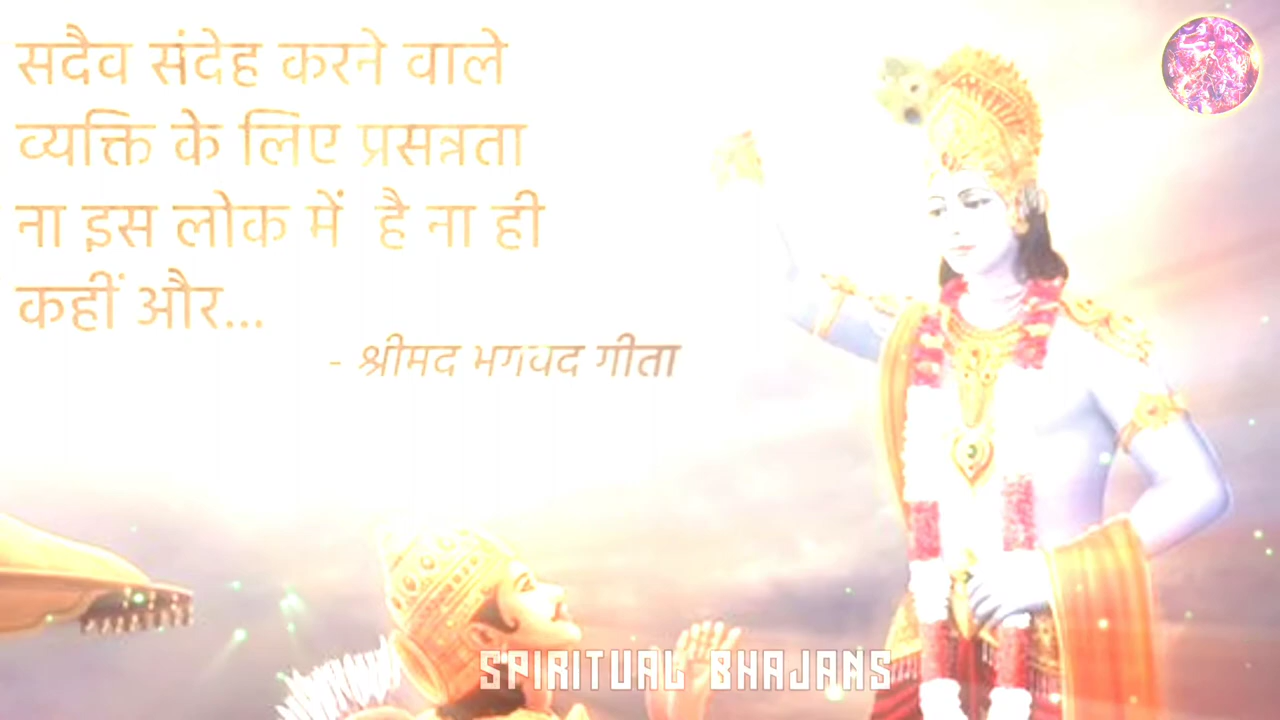 सदैव संदेह करने वाले
व्यक्ति के लिए प्रसन्नता
ना इस लोक में है ना ही
कहीं और...
- श्रीमद भगवद गीता
SPIRITUAL BHAJANS